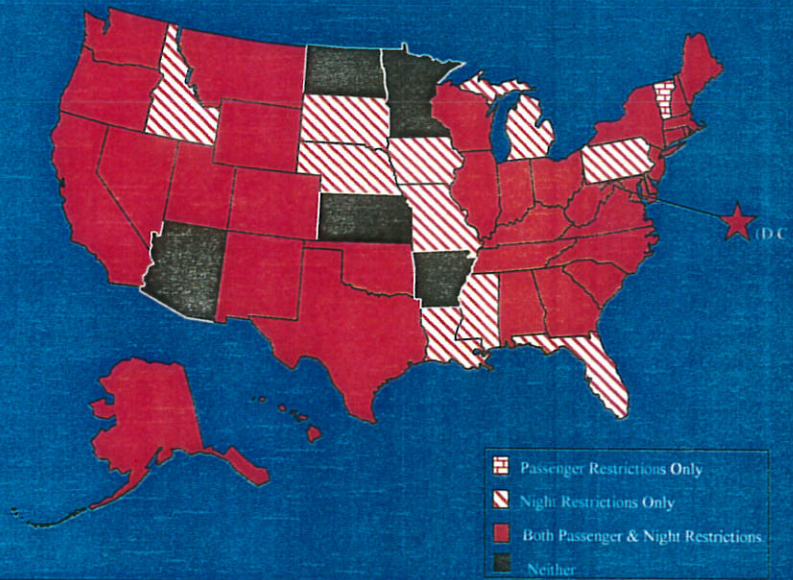 (D.C
Passenger Restrictions Only
Night Restrictions Only
Both Passenger & Night Restrictions
Neither